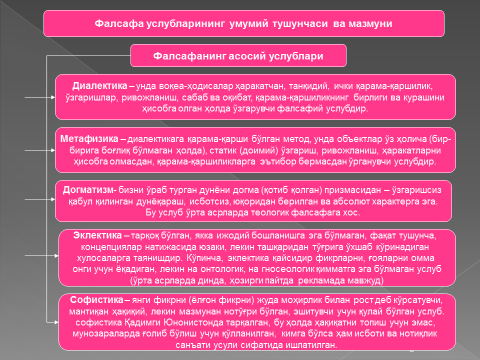 Фалсафа услубларининг умумий тушунчаси ва мазмуни
Фалсафанинг асосий услублари
Диалектика – унда воқеа-ҳодисалар ҳаракатчан, танқидий, ички қарама-қаршилик,
ўзгаришлар, ривожланиш, сабаб ва оқибат, қарама-қаршиликнинг бирлиги ва курашини
ҳисобга олган ҳолда ўзгарувчи фалсафий услубдир.
Метафизика – диалектикага қарама-қарши бўлган метод, унда объектлар ўз ҳолича (бир-
бирига боғлиқ бўлмаган ҳолд), статик (доимий) ўзгариш, ривожланиш, ҳаракатларни
ҳисобга олмасдан, қарама-қаршиликларга эътибор бермасдан ўрганувчи услубдир.
Догматизм- бизни ўраб турган дунёни догма (қотиб қолган) призмасидан – ўзгаришсиз
қабул қилинган дунёқараш, исботсиз, юқоридан берилган ва абсолют характерга эга.
Бу услуб ўрта асрларда теологик фалсафага хос.
Эклектика – тарқоқ бўлган, якка ижодий бошланишга эга бўлмаган, фақат тушунча,
концепциялар натижасида юзаки, лекин ташқаридан тўғрига ўхшаб кўринадиган
хулосаларга таянишдир. Кўпинча, эклектика қайсидир фикрларни, ғояларни омма
онги учун ёқадиган, лекин на онтологик, на гносеологик қимматга эга бўлмаган услуб
(ўрта асрларда динда, ҳозирги пайтда рекламада мавжуд)
Софистика – янги фикрни (ёлғон фикрни) жуда моҳирлик билан рост деб кўрсатувчи,
мантиқан ҳақиқий, лекин мазмунан нотўғри бўлган, эшитувчи учун қулай бўлган услуб.
софистика Қадимги Юнонистонда тарқалган, бу ҳолда ҳақиқатни топиш учун эмас,
мунозараларда ғолиб бўлиш учун қўлланилган, кимга бўлса ҳам исботи ва нотиқлик
санъати усули сифатида ишлатилган.